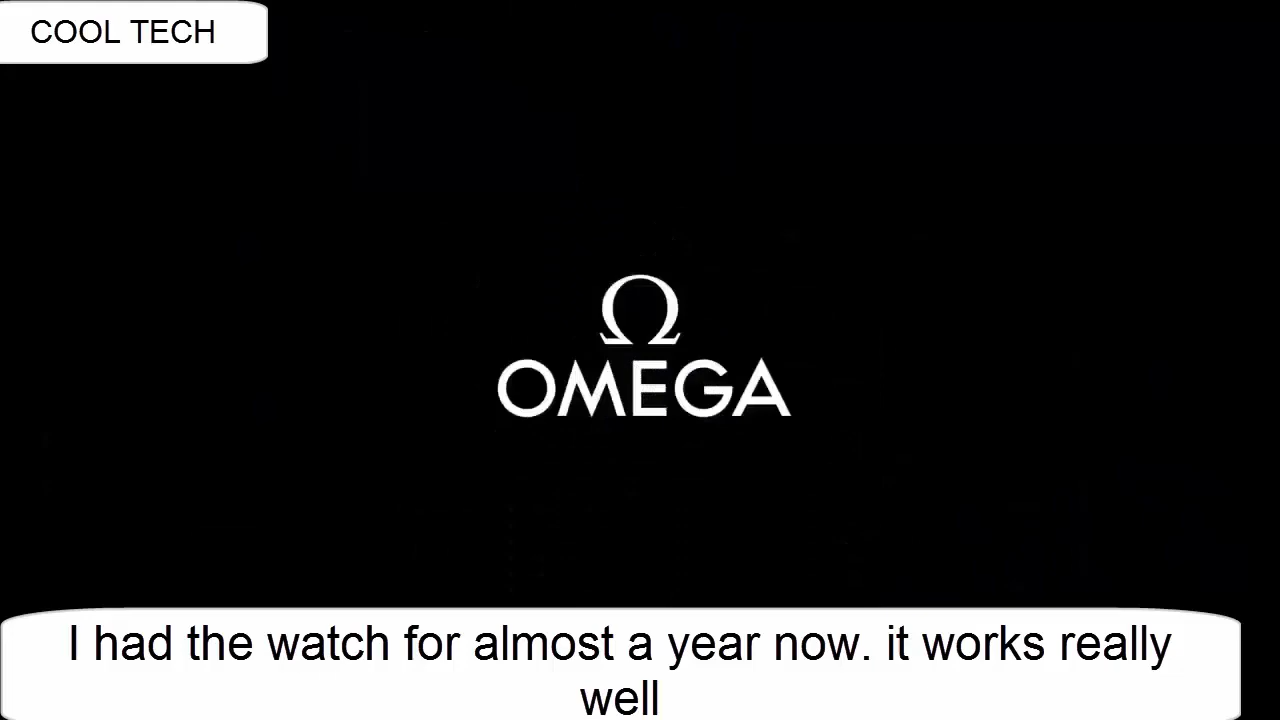 COOL TECH
Ω
OMEGA
I had the watch for almost a year now. it works really
well